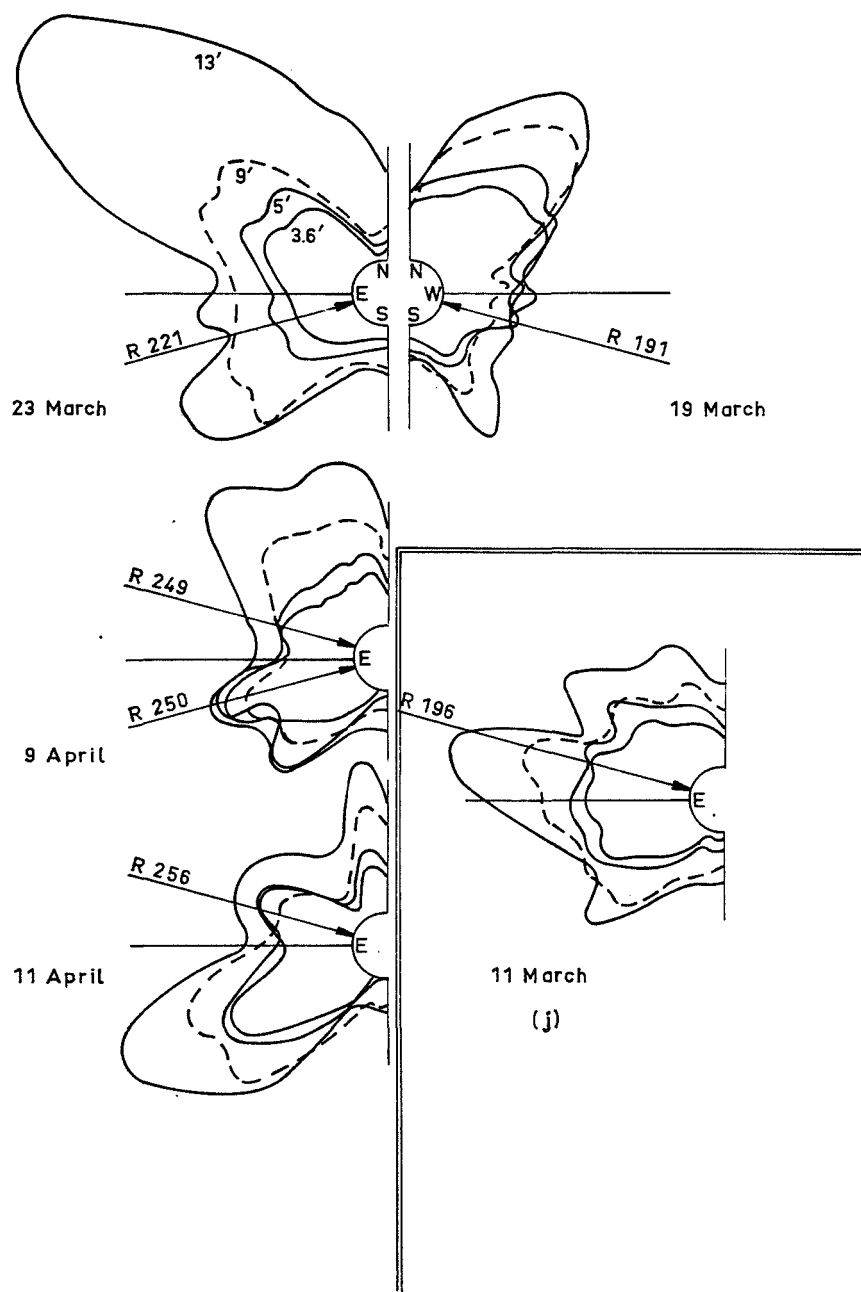 13′
9′
5′
3.6′
N N
E W
S S
R 221
R 191
23 March
19 March
R 249
E
R 250
9 April
R 196
E
R 256
E
11 April
11 March
(j)